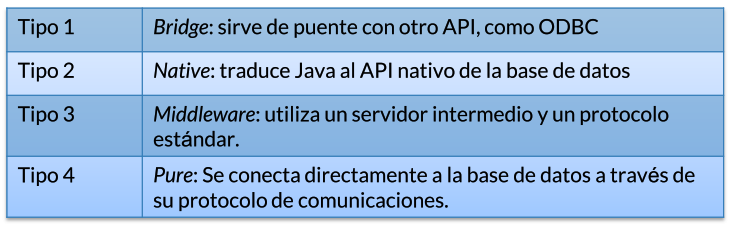 Tipo 1 Bridge: sirve de puente con otro API, como ODBC
Tipo 2 Native: traduce Java al API nativo de la base de datos
Tipo 3 Middleware: utiliza un servidor intermedio y un protocolo
estándar.
Tipo 4 Pure: Se conecta directamente a la base de datos a través de
su protocolo de comunicaciones.